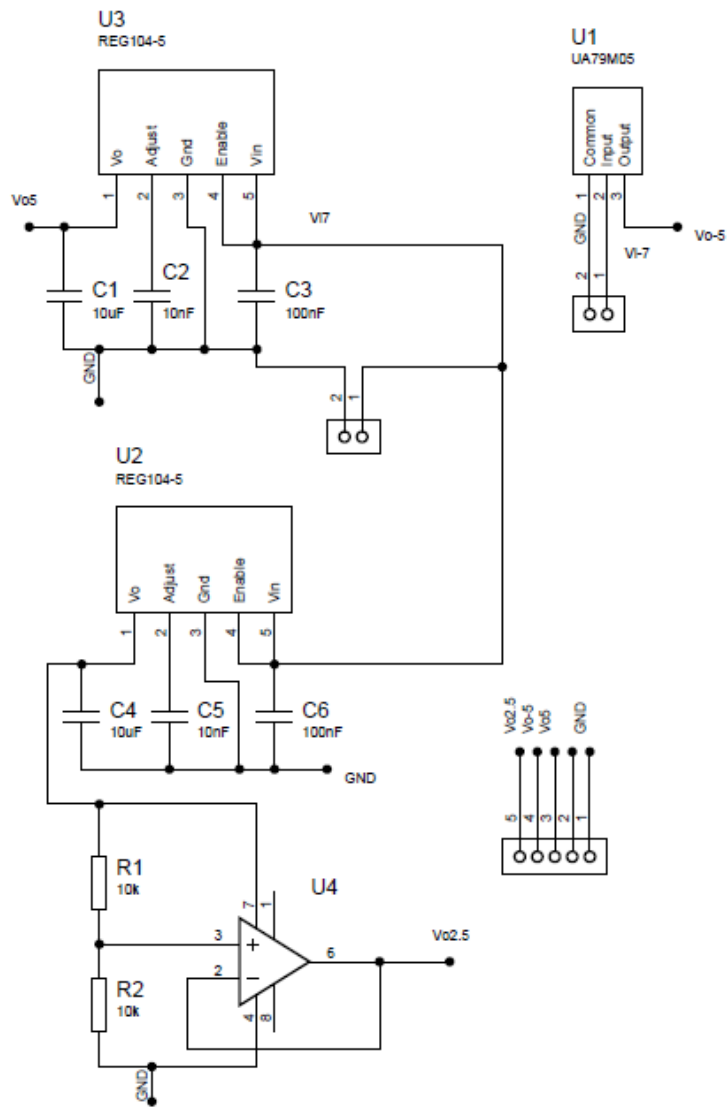 U3
REG104-5
Vo
Adjust
Gnd
Enable
Vin
1
2
3
4
5
Vo5
VI7
C1
10uF
C2
10nF
C3
100nF
GND
2
1
U1
UA79M05
Common
Input
Output
1
2
3
GND
VI-7
Vo-5
2
1
U2
REG104-5
Vo
Adjust
Gnd
Enable
Vin
1
2
3
4
5
C4
10uF
C5
10nF
C6
100nF
GND
Vo2.5
Vo-5
Vo5
GND
5
4
3
2
1
R1
10k
R2
10k
U4
7
1
3
+
2
-
6
4
8
Vo2.5
GND